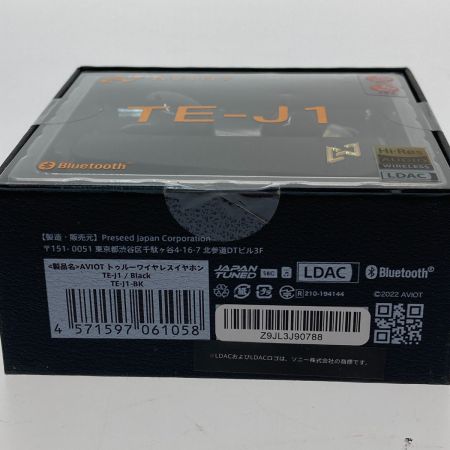 TE-J1
Bluetooth
Hi-Res
AUDIO
WIRELESS
LDAC
【製造・販売元】 Preseed Japan Corporation
〒151-0051 東京都渋谷区千駄ヶ谷4-16-7 北参道DTビル3F
<製品名>AVIOT トゥルーワイヤレスイヤホン
TE-J1 / Black
TE-J1-BK
4 571597 061058
JAPAN TUNED
SBC
LDAC
Bluetooth®
R 210-194144
©2022 AVIOT
Z9JL3J90788
※LDACおよびLDACロゴは、ソニー株式会社の商標です。